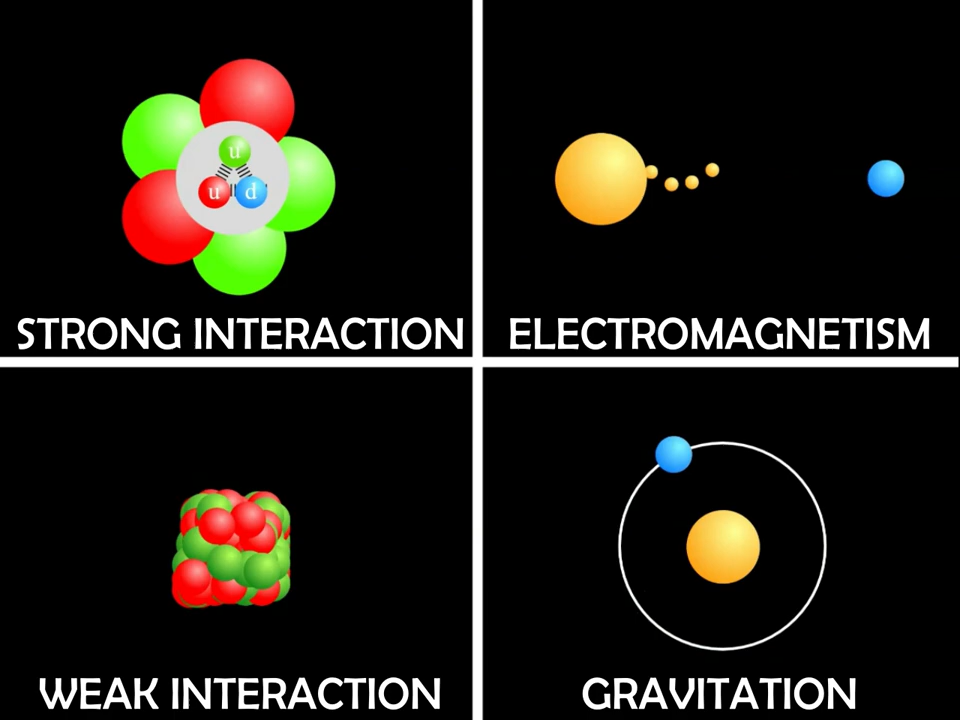 u
u d
STRONG INTERACTION
ELECTROMAGNETISM
WEAK INTERACTION
GRAVITATION